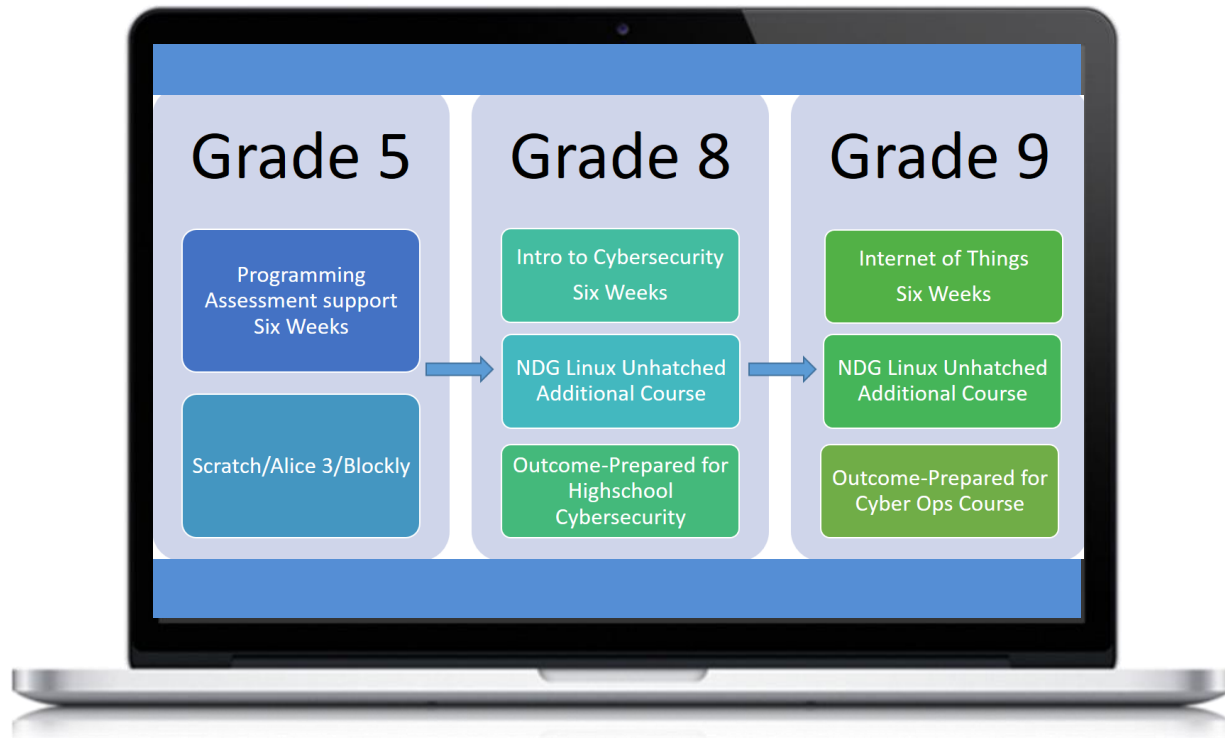 Grade 5
Programming
Assessment support
Six Weeks
Scratch/Alice 3/Blockly
Grade 8
Intro to Cybersecurity
Six Weeks
NDG Linux Unhatched
Additional Course
Outcome-Prepared for
Highschool
Cybersecurity
Grade 9
Internet of Things
Six Weeks
NDG Linux Unhatched
Additional Course
Outcome-Prepared for
Cyber Ops Course